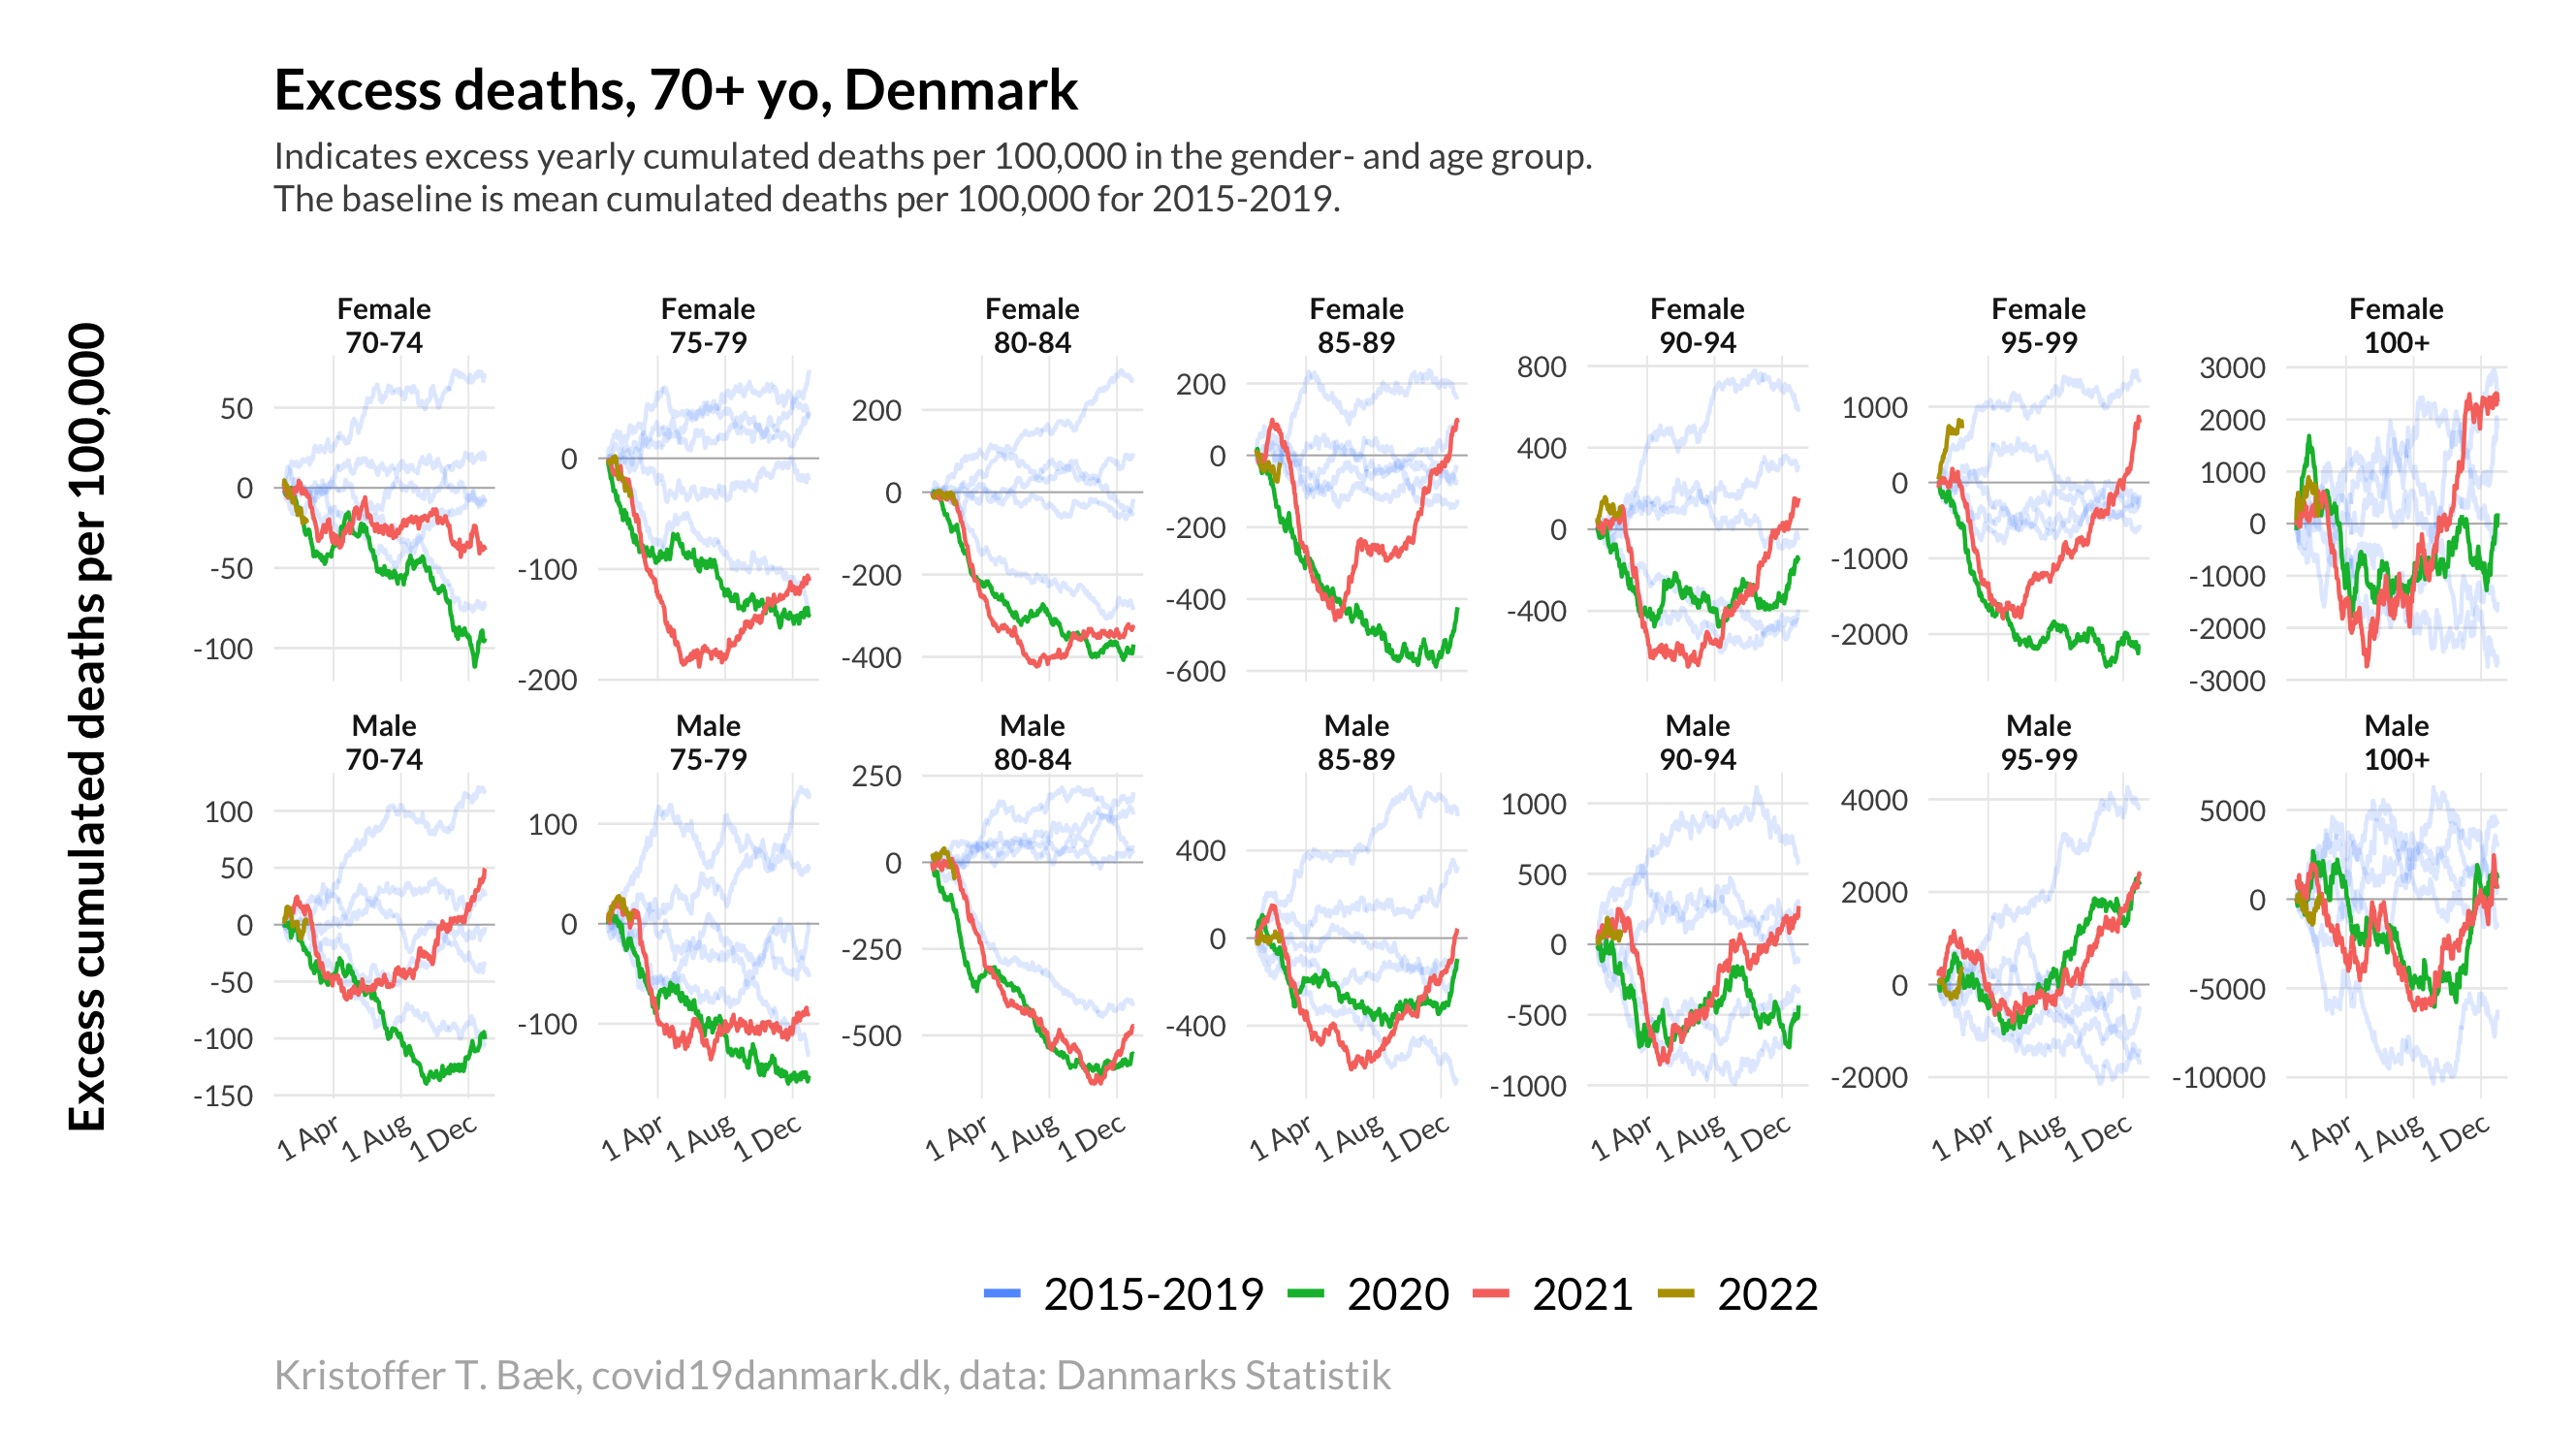 Excess deaths, 70+ yo, Denmark
Indicates excess yearly cumulated deaths per 100,000 in the gender- and age group.
The baseline is mean cumulated deaths per 100,000 for 2015-2019.
Excess cumulated deaths per 100,000
Female
70-74
50
0
-50
-100
Female
75-79
0
-100
-200
Female
80-84
200
0
-200
-400
Female
85-89
200
0
-200
-400
-600
Female
90-94
800
400
0
-400
Female
95-99
1000
0
-1000
-2000
Female
100+
3000
2000
1000
0
-1000
-2000
-3000
Male
70-74
100
50
0
-50
-100
-150
1 Apr
1 Aug
1 Dec
Male
75-79
100
0
-100
1 Apr
1 Aug
1 Dec
Male
80-84
250
0
-250
-500
1 Apr
1 Aug
1 Dec
Male
85-89
400
0
-400
1 Apr
1 Aug
1 Dec
Male
90-94
1000
500
0
-500
-1000
1 Apr
1 Aug
1 Dec
Male
95-99
4000
2000
0
-2000
1 Apr
1 Aug
1 Dec
Male
100+
5000
0
-5000
-10000
1 Apr
1 Aug
1 Dec
2015-2019 2020 2021 2022
Kristoffer T. Bæk, covid19danmark.dk, data: Danmarks Statistik